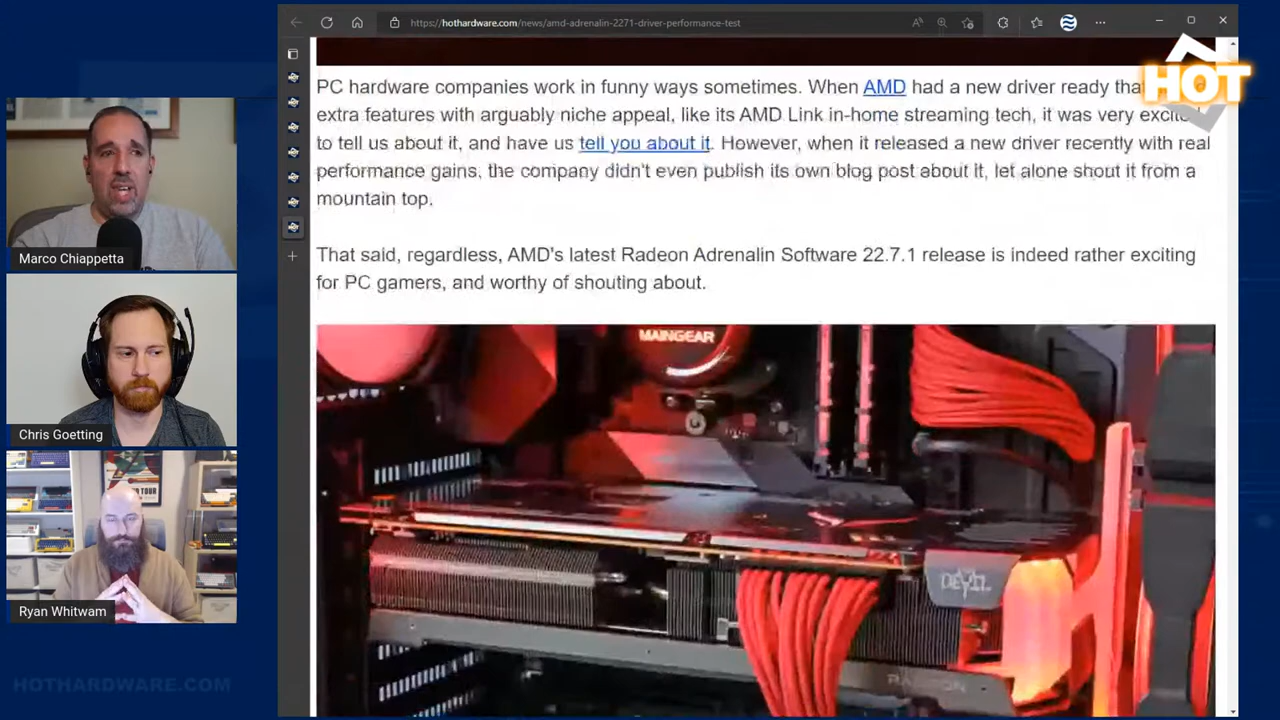 https://hothardware.com/news/amd-adrenalin-2271-driver-performance-test
HOT
PC hardware companies work in funny ways sometimes. When AMD had a new driver ready
extra features with arguably niche appeal, like its AMD Link in-home streaming tech, it was very excited
to tell us about it, and have us tell you about it. However, when it released a new driver recently with real
performance gains, the company didn't even publish its own blog post about it, let alone shout it from a
mountain top.
That said, regardless, AMD's latest Radeon Adrenalin Software 22.7.1 release is indeed rather exciting
for PC gamers, and worthy of shouting about.
MAINGEAR
DEVIL
RADEON
Marco Chiappetta
Chris Goetting
Ryan Whitwam
HOTHARDWARE.COM